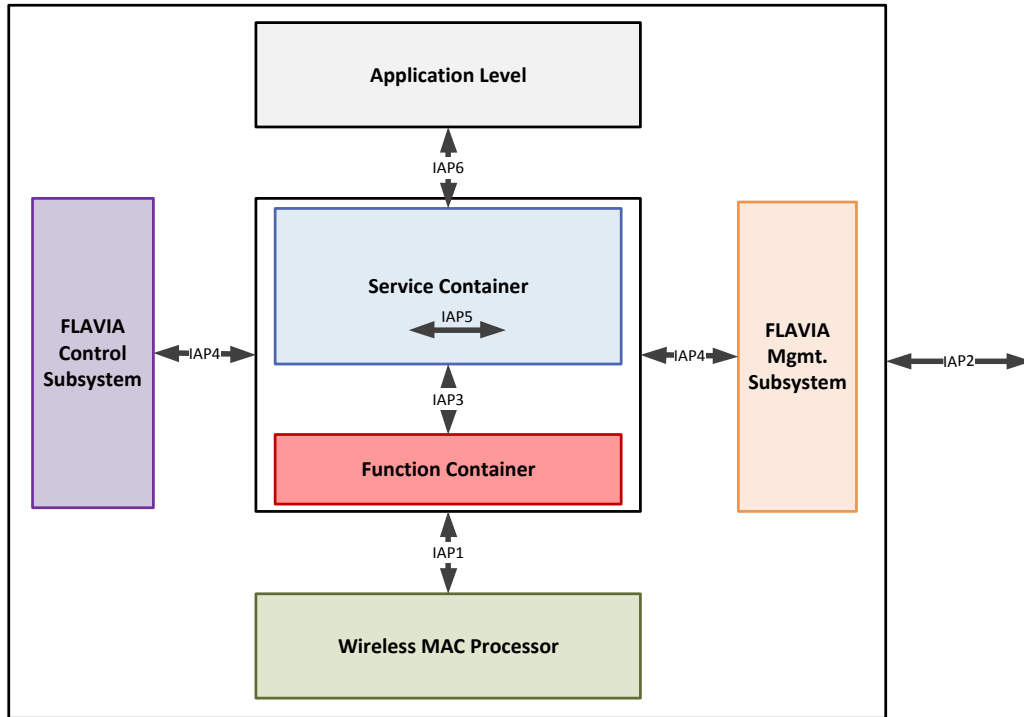 Application Level
IAP6
Service Container
IAP5
FLAVIA
Control
Subsystem
IAP4
IAP4
FLAVIA
Mgmt.
Subsystem
IAP2
IAP3
Function Container
IAP1
Wireless MAC Processor